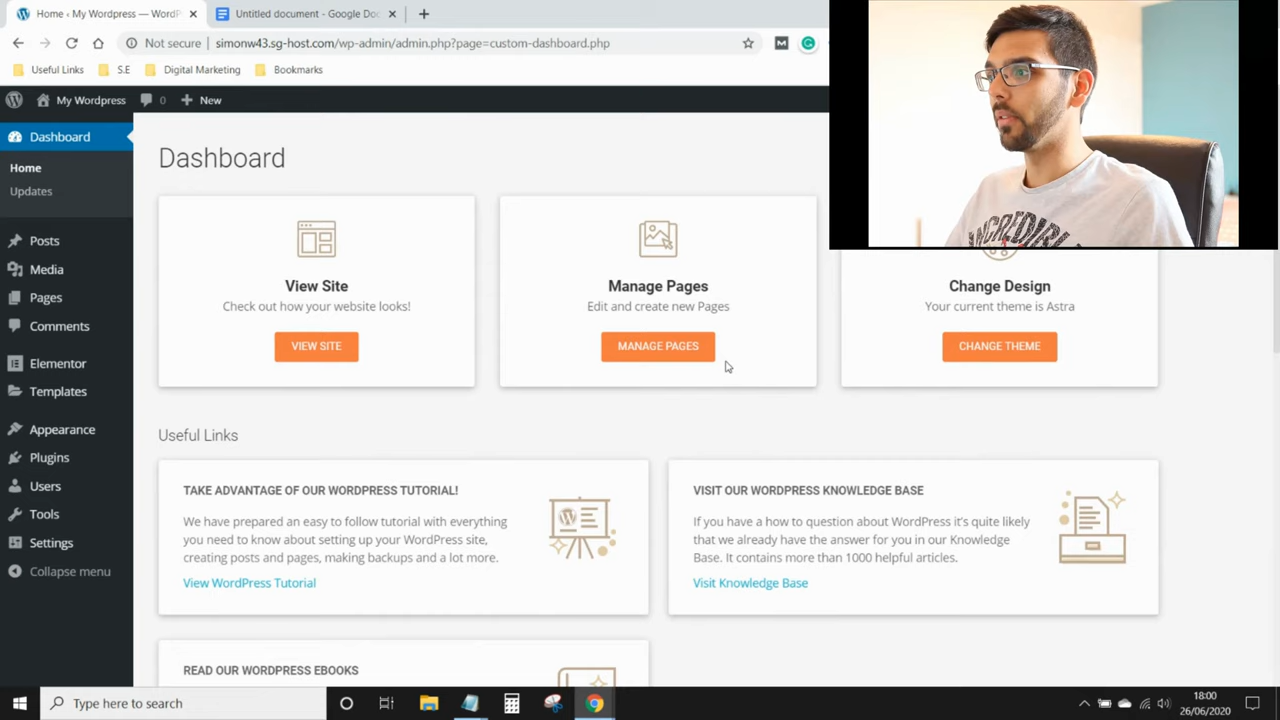 Home ‹ My Wordpress — WordP
Untitled document - Google Doc
Not secure
simonw43.sg-host.com/wp-admin/admin.php?page=custom-dashboard.php
Useful Links
S.E
Digital Marketing
Bookmarks
My Wordpress
0
New
Dashboard
Home
Updates
Posts
Media
Pages
Comments
Elementor
Templates
Appearance
Plugins
Users
Tools
Settings
Collapse menu
Dashboard
View Site
Check out how your website looks!
VIEW SITE
Manage Pages
Edit and create new Pages
MANAGE PAGES
INCREDIBL
Change Design
Your current theme is Astra
CHANGE THEME
Useful Links
TAKE ADVANTAGE OF OUR WORDPRESS TUTORIAL!
We have prepared an easy to follow tutorial with everything
you need to know about setting up your WordPress site,
creating posts and pages, making backups and a lot more.
View WordPress Tutorial
VISIT OUR WORDPRESS KNOWLEDGE BASE
If you have a how to question about WordPress it's quite likely
that we already have the answer for you in our Knowledge
Base. It contains more than 1000 helpful articles.
Visit Knowledge Base
READ OUR WORDPRESS EBOOKS
Type here to search
18:00
26/06/2020